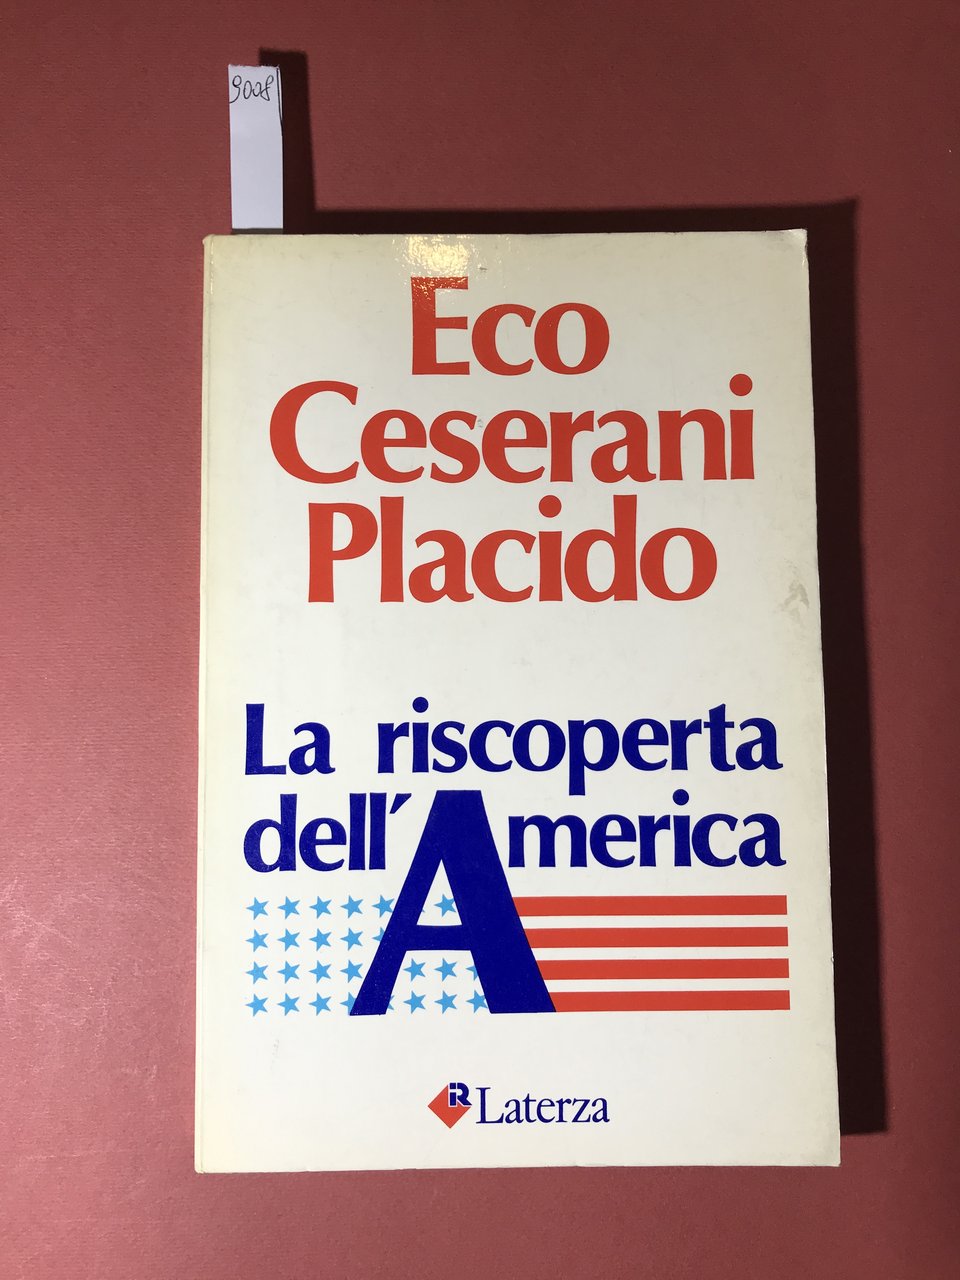 9008
Eco
Ceserani
Placido
La riscoperta
dell'America
Laterza